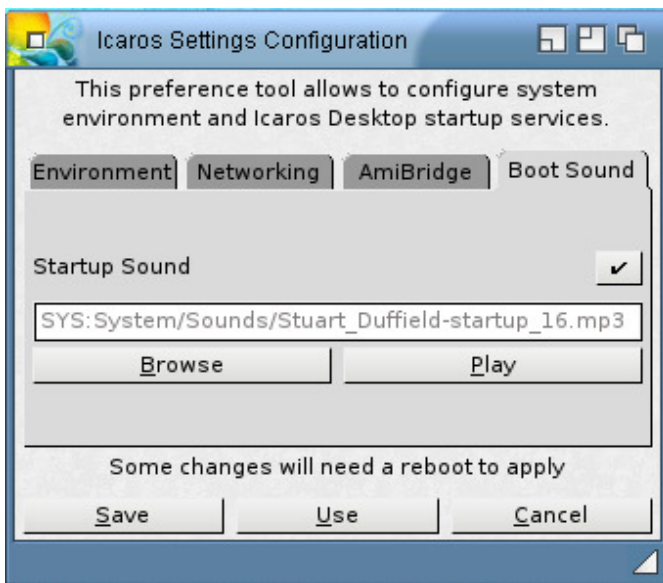 Icaros Settings Configuration
This preference tool allows to configure system
environment and Icaros Desktop startup services.
Environment Networking AmiBridge Boot Sound
Startup Sound
SYS:System/Sounds/Stuart_Duffield-startup_16.mp3
Browse Play
Some changes will need a reboot to apply
Save Use Cancel